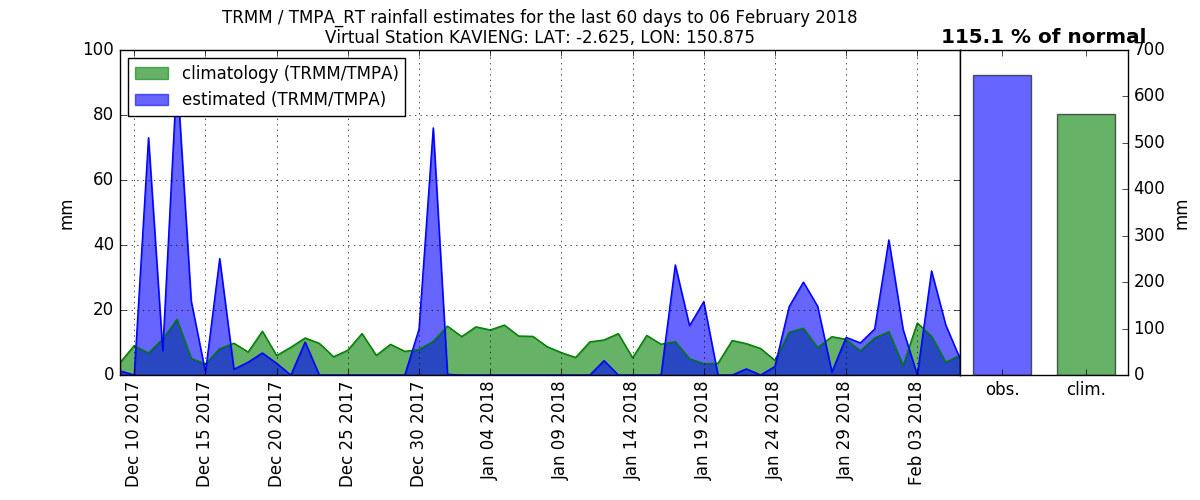 TRMM / TMPA_RT rainfall estimates for the last 60 days to 06 February 2018
Virtual Station KAVIENG: LAT: -2.625, LON: 150.875
115.1 % of normal
climatology (TRMM/TMPA)
estimated (TRMM/TMPA)
100
80
60
40
20
0
mm
Dec 10 2017
Dec 15 2017
Dec 20 2017
Dec 25 2017
Dec 30 2017
Jan 04 2018
Jan 09 2018
Jan 14 2018
Jan 19 2018
Jan 24 2018
Jan 29 2018
Feb 03 2018
obs.
clim.
700
600
500
400
300
200
100
0
mm